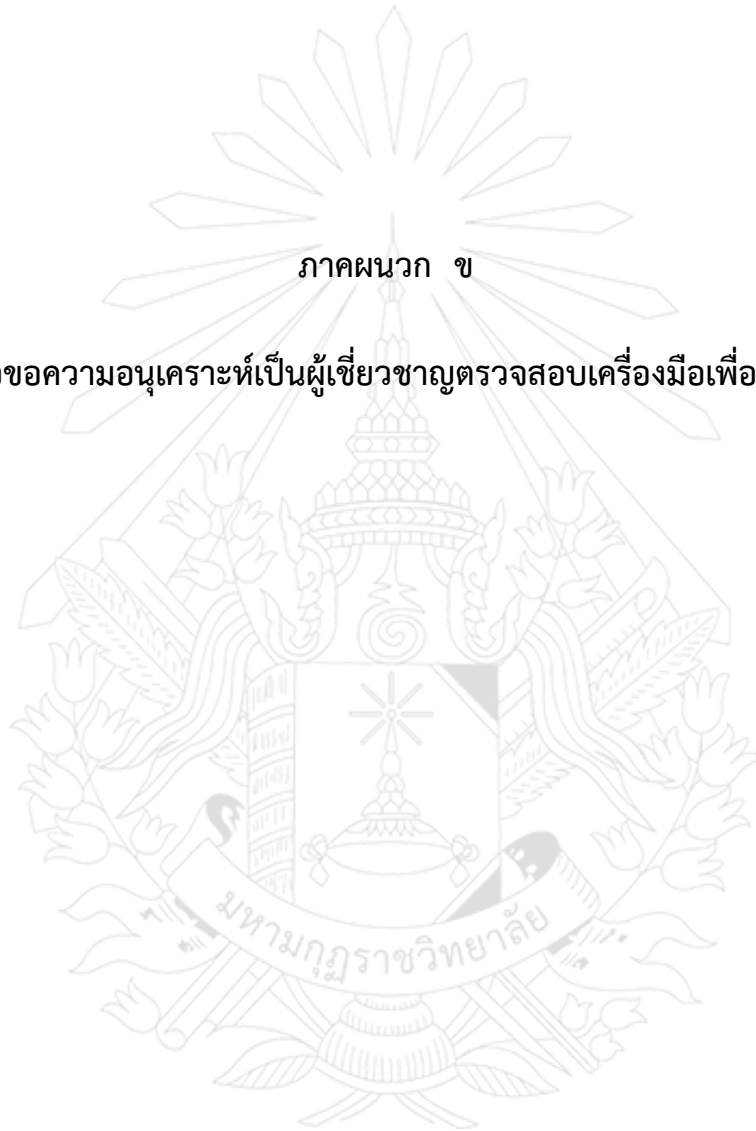 ภาคผนวก ข
ขอความอนุเคราะห์เป็นผู้เชี่ยวชาญตรวจสอบเครื่องมือเพื่อ
มหามกุฏราชวิทยาลัย